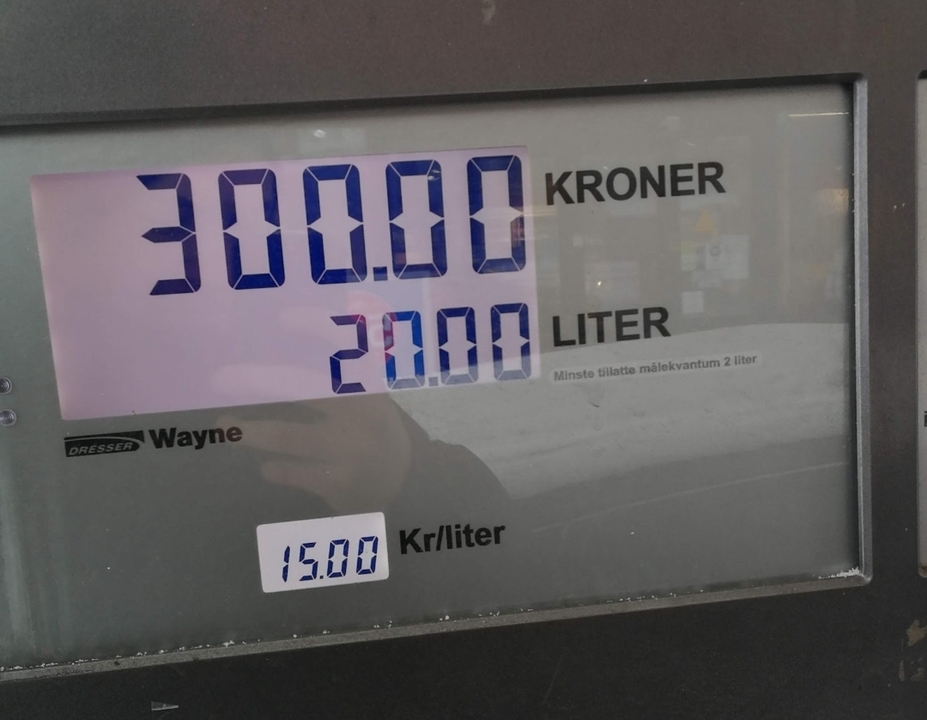 300.00 KRONER
20.00 LITER
Minste tillatte målekvantum 2 liter
DRESSER Wayne
15.00 Kr/liter